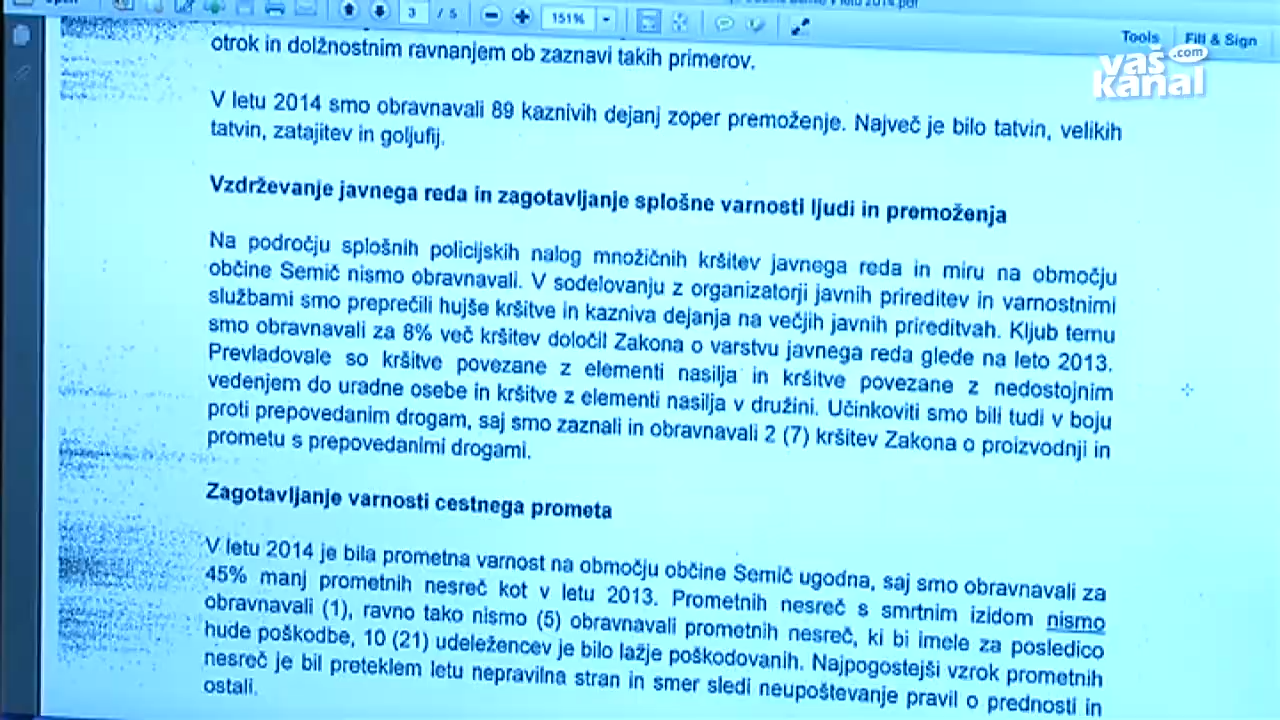 3 / 5
151%
Tools
Fill & Sign
vaš
.com
kanal
otrok in dolžnostnim ravnanjem ob zaznavi takih primerov.
V letu 2014 smo obravnavali 89 kaznivih dejanj zoper premoženje. Največ je bilo tatvin, velikih
tatvin, zatajitev in goljufij.
Vzdrževanje javnega reda in zagotavljanje splošne varnosti ljudi in premoženja
Na področju splošnih policijskih nalog množičnih kršitev javnega reda in miru na območju
občine Semič nismo obravnavali. V sodelovanju z organizatorji javnih prireditev in varnostnimi
službami smo preprečili hujše kršitve in kazniva dejanja na večjih javnih prireditvah. Kljub temu
smo obravnavali za 8% več kršitev določil Zakona o varstvu javnega reda glede na leto 2013.
Prevladovale so kršitve povezane z elementi nasilja in kršitve povezane z nedostojnim
vedenjem do uradne osebe in kršitve z elementi nasilja v družini. Učinkoviti smo bili tudi v boju
proti prepovedanim drogam, saj smo zaznali in obravnavali 2 (7) kršitev Zakona o proizvodnji in
prometu s prepovedanimi drogami.
Zagotavljanje varnosti cestnega prometa
V letu 2014 je bila prometna varnost na območju občine Semič ugodna, saj smo obravnavali za
45% manj prometnih nesreč kot v letu 2013. Prometnih nesreč s smrtnim izidom nismo
obravnavali (1), ravno tako nismo (5) obravnavali prometnih nesreč, ki bi imele za posledico
hude poškodbe, 10 (21) udeležencev je bilo lažje poškodovanih. Najpogostejši vzrok prometnih
nesreč je bil preteklem letu nepravilna stran in smer sledi neupoštevanje pravil o prednosti in
ostali.